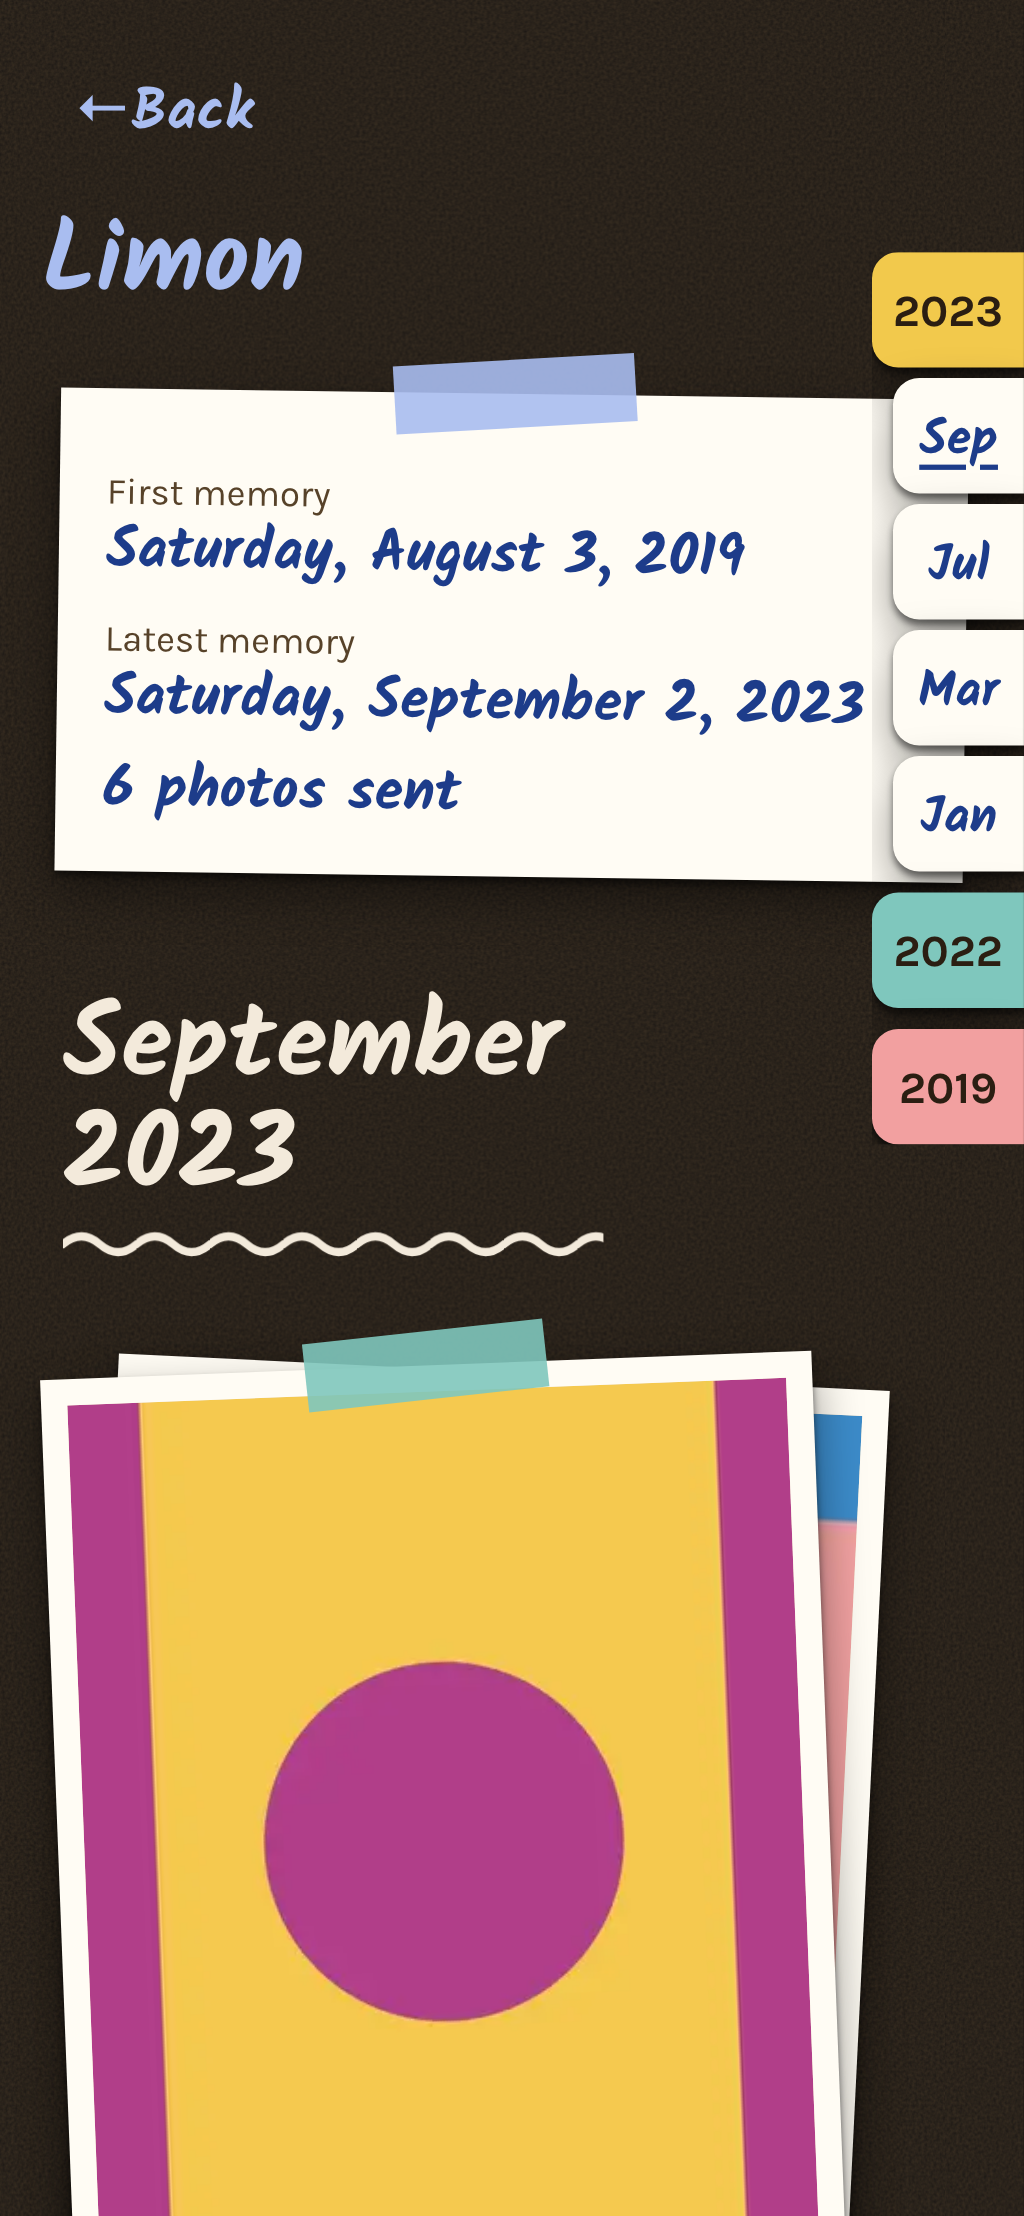 ←Back
Limon
First memory
Saturday, August 3, 2019
Latest memory
Saturday, September 2, 2023
6 photos sent
2023
Sep
Jul
Mar
Jan
2022
2019
September
2023